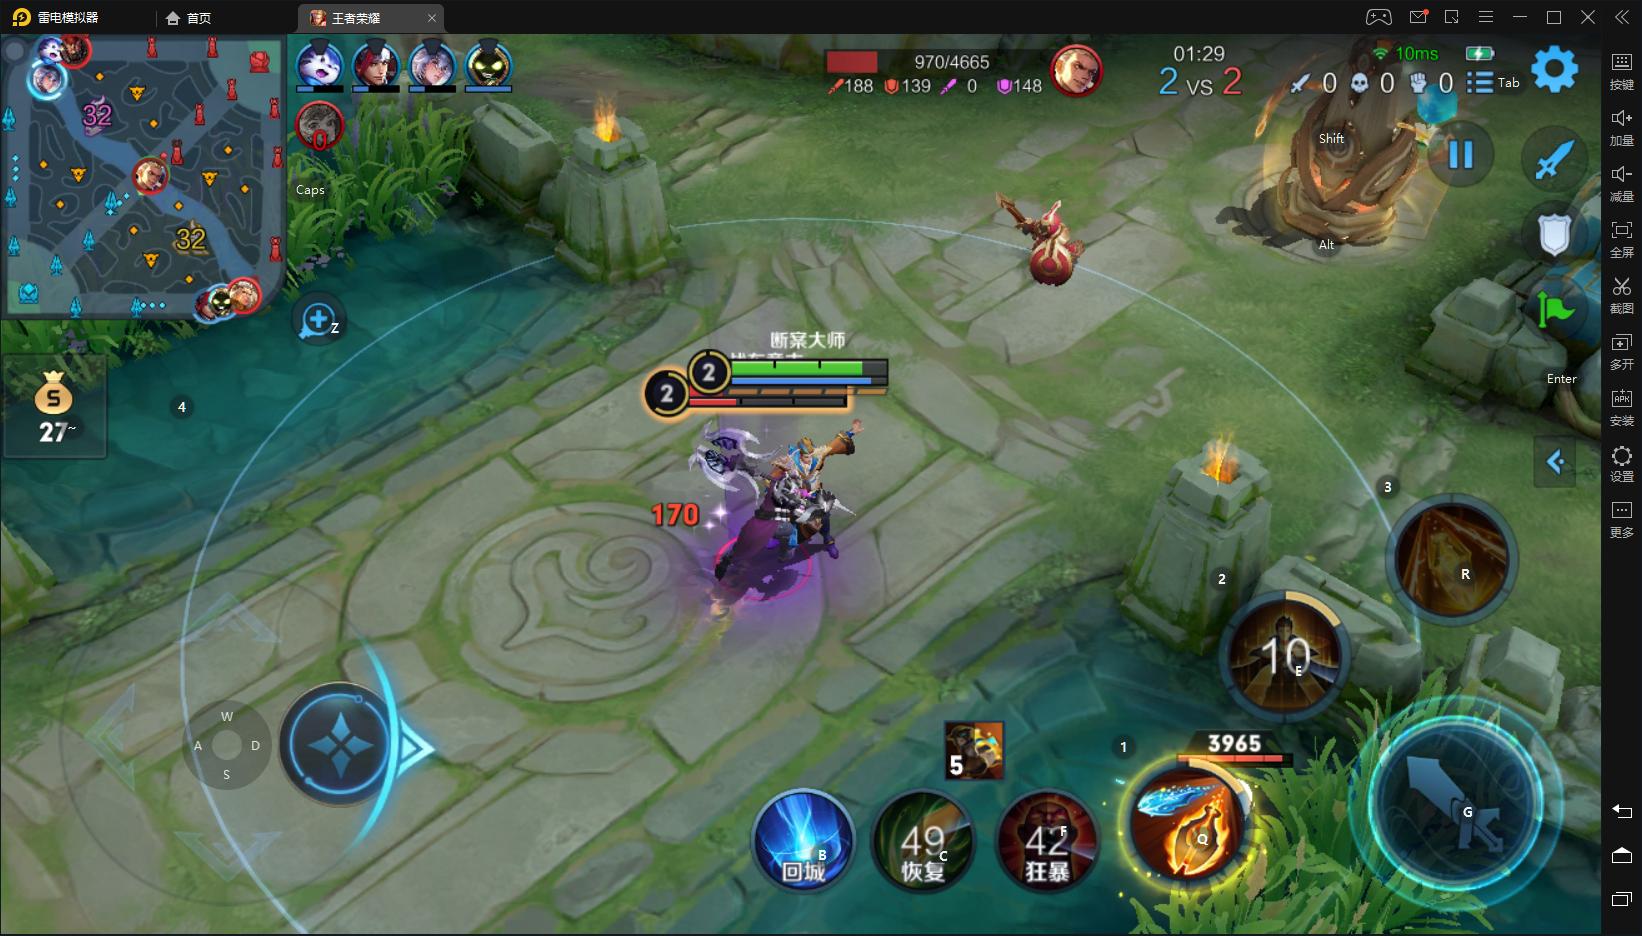 雷电模拟器
首页
王者荣耀
970/4665
188 139 0 148
01:29
2 VS 2
10ms
0 0 0
Tab
32
32
0
Caps
Z
S
27~
4
Shift
Alt
Enter
断案大师
2
2
170
3
R
2
10
E
W
A D
S
5
1
3965
Q
G
B
回城
49
C
恢复
42
F
狂暴
按键
加量
减量
全屏
截图
多开
APK
安装
设置
更多